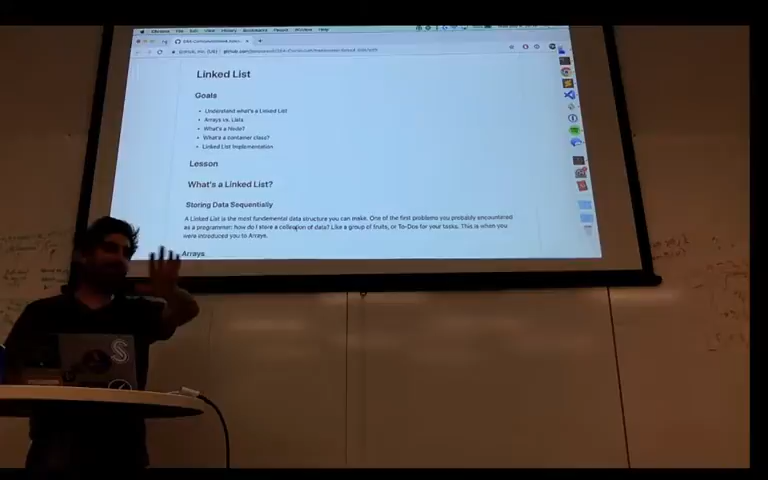 Linked List
Goals
• Understand what's a Linked List
• Arrays vs. Lists
• What's a Node?
• What's a container class?
• Linked List Implementation
Lesson
What's a Linked List?
Storing Data Sequentially
A Linked List is the most fundamental data structure you can make. One of the first problems you probably encountered
as a programmer: how do I store a collection of data? Like a group of fruits, or To-Dos for your tasks. This is when you
were introduced you to Arrays.
Arrays